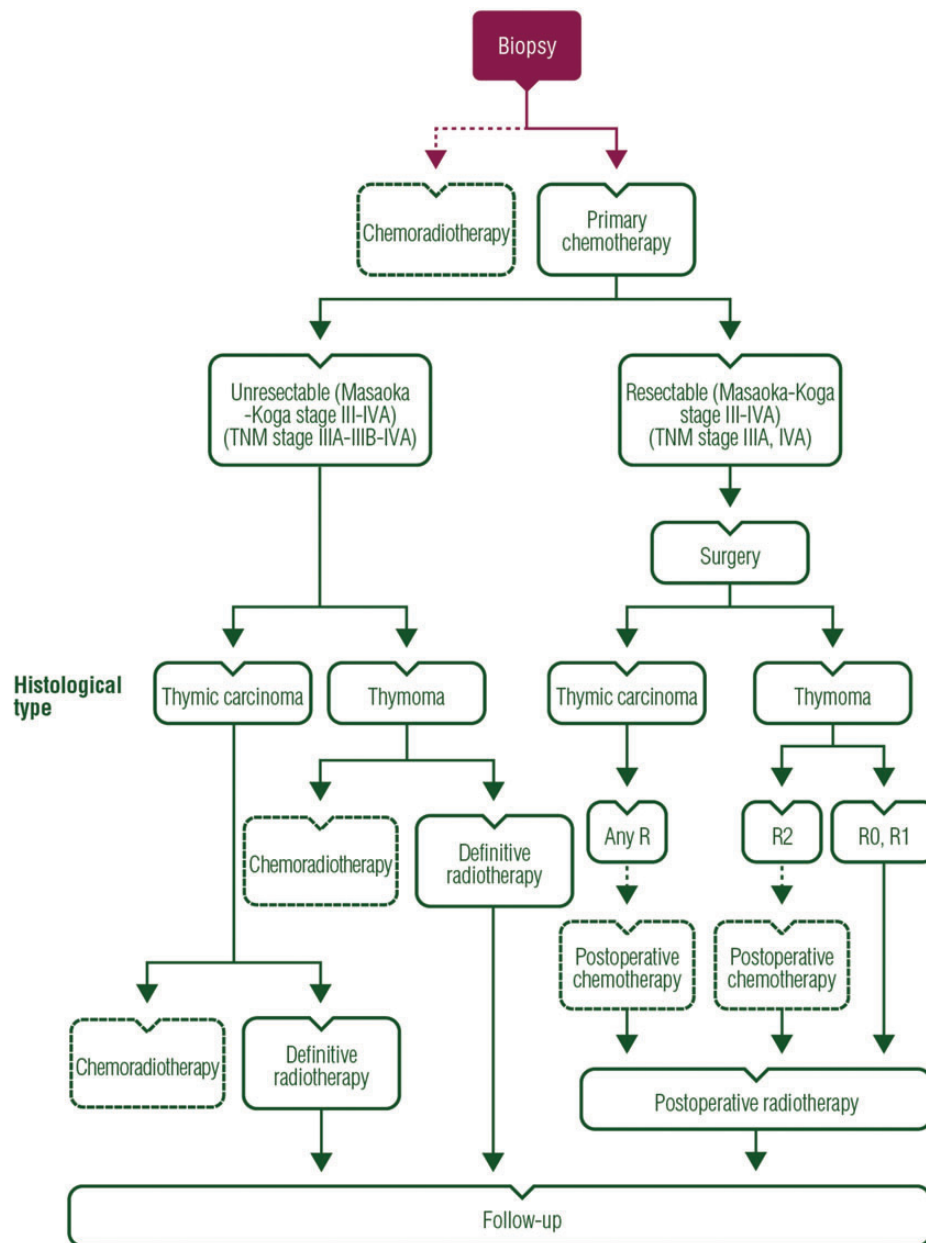 Biopsy
Chemoradiotherapy
Primary
chemotherapy
Unresectable (Masaoka
-Koga stage III-IVA)
(TNM stage IIIA-IIIB-IVA)
Resectable (Masaoka-Koga
stage III-IVA)
(TNM stage IIIA, IVA)
Surgery
Histological
type
Thymic carcinoma
Thymoma
Thymic carcinoma
Thymoma
Chemoradiotherapy
Definitive
radiotherapy
Any R
R2
R0, R1
Postoperative
chemotherapy
Postoperative
chemotherapy
Chemoradiotherapy
Definitive
radiotherapy
Postoperative radiotherapy
Follow-up